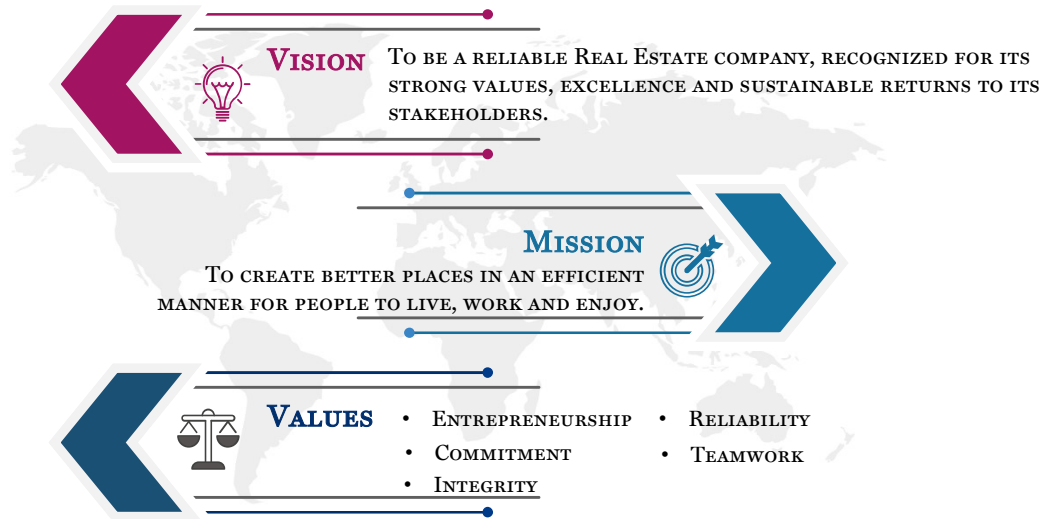 Vision
To be a reliable Real Estate company, recognized for its
strong values, excellence and sustainable returns to its
stakeholders.
Mission
To create better places in an efficient
manner for people to live, work and enjoy.
Values
• Entrepreneurship
• Commitment
• Integrity
• Reliability
• Teamwork